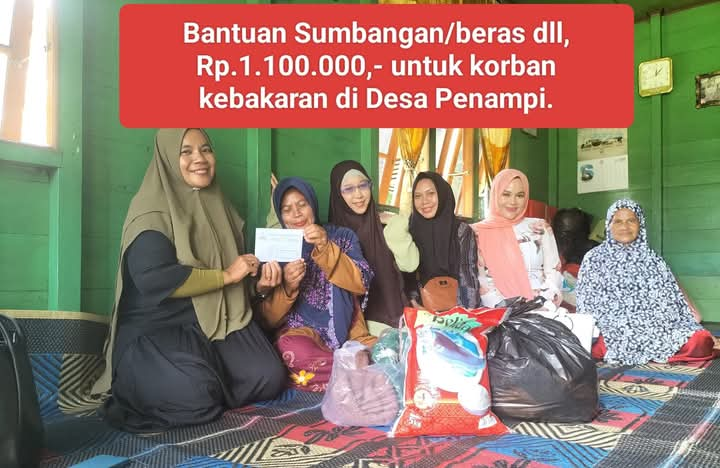 Bantuan Sumbangan/beras dll,
Rp.1.100.000,- untuk korban
kebakaran di Desa Penampi.